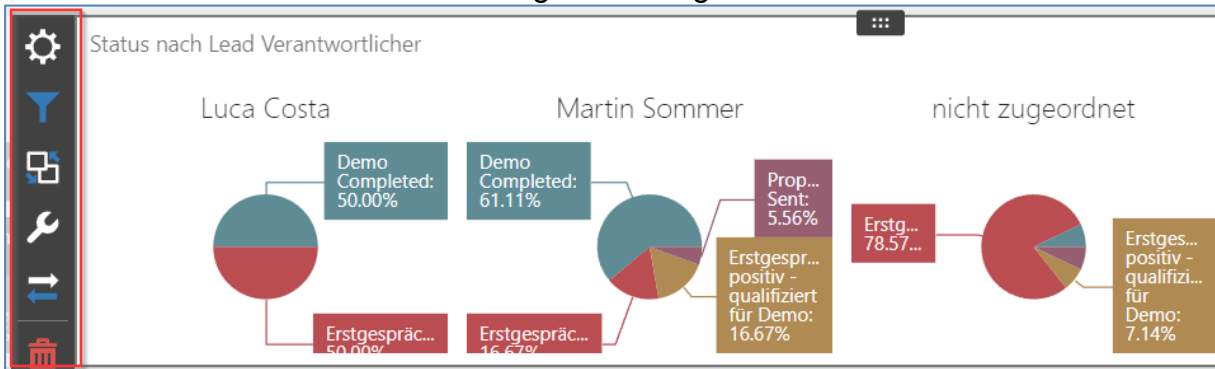 Status nach Lead Verantwortlicher
Luca Costa
Demo
Completed:
50.00%
Erstgespräc...
50.00%
Martin Sommer
Demo
Completed:
61.11%
Prop...
Sent:
5.56%
Erstgespr...
positiv -
qualifiziert
für Demo:
16.67%
Erstgespräc...
16.67%
nicht zugeordnet
Erstg...
78.57...
Erstges...
positiv -
qualifizi...
für
Demo:
7.14%